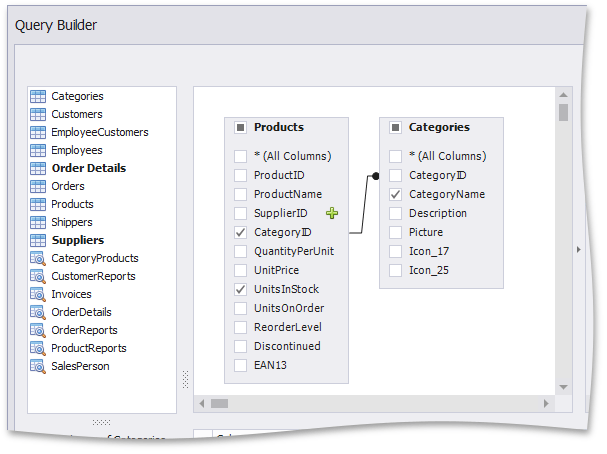 Query Builder
Categories
Customers
EmployeeCustomers
Employees
Order Details
Orders
Products
Shippers
Suppliers
CategoryProducts
CustomerReports
Invoices
OrderDetails
OrderReports
ProductReports
SalesPerson
Products
* (All Columns)
ProductID
ProductName
SupplierID
CategoryID
QuantityPerUnit
UnitPrice
UnitsInStock
UnitsOnOrder
ReorderLevel
Discontinued
EAN13
Categories
* (All Columns)
CategoryID
CategoryName
Description
Picture
Icon_17
Icon_25
of Categories